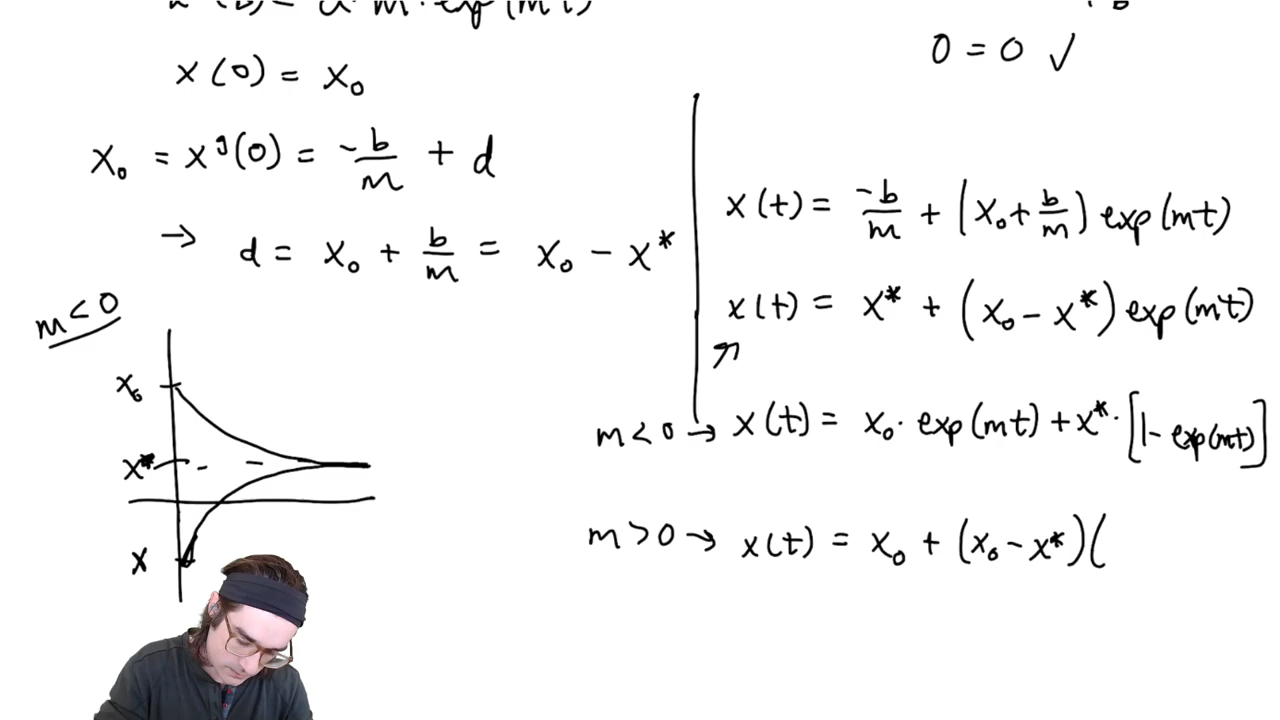 x(0) = x₀
0 = 0 ✓
x₀ = xᵍ(0) = -b/m + d
→ d = x₀ + b/m = x₀ - x*
x(t) = -b/m + (x₀ + b/m) exp(mt)
x(t) = x* + (x₀ - x*) exp(mt)
m < 0 → x(t) = x₀ · exp(mt) + x* · [1 - exp(mt)]
m > 0 → x(t) = x₀ + (x₀ - x*)(
m < 0
x₀
x*
x